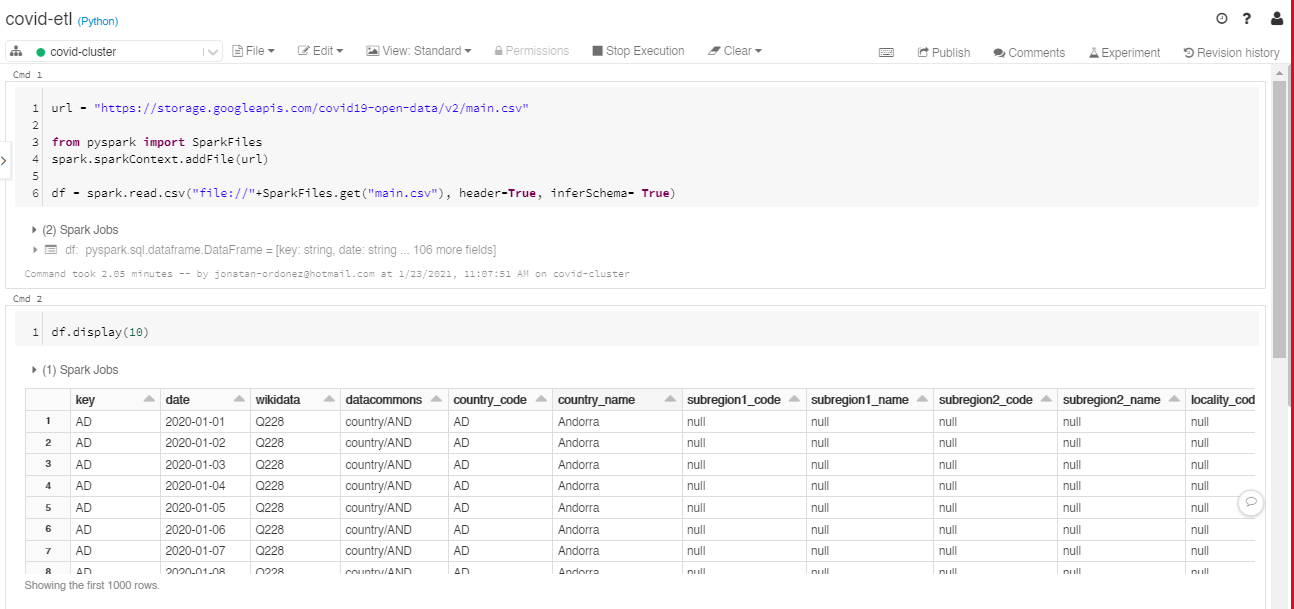 covid-etl (Python)
covid-cluster File Edit View: Standard Permissions Stop Execution Clear Publish Comments Experiment Revision history
Cmd 1
1 url = "https://storage.googleapis.com/covid19-open-data/v2/main.csv"
2
3 from pyspark import SparkFiles
4 spark.sparkContext.addFile(url)
5
6 df = spark.read.csv("file://"+SparkFiles.get("main.csv"), header=True, inferSchema= True)
(2) Spark Jobs
df: pyspark.sql.dataframe.DataFrame = [key: string, date: string ... 106 more fields]
Command took 2.05 minutes -- by jonatan-ordonez@hotmail.com at 1/23/2021, 11:07:51 AM on covid-cluster
Cmd 2
1 df.display(10)
(1) Spark Jobs
key date wikidata datacommons country_code country_name subregion1_code subregion1_name subregion2_code subregion2_name locality_cod
1 AD 2020-01-01 Q228 country/AND AD Andorra null null null null null
2 AD 2020-01-02 Q228 country/AND AD Andorra null null null null null
3 AD 2020-01-03 Q228 country/AND AD Andorra null null null null null
4 AD 2020-01-04 Q228 country/AND AD Andorra null null null null null
5 AD 2020-01-05 Q228 country/AND AD Andorra null null null null null
6 AD 2020-01-06 Q228 country/AND AD Andorra null null null null null
7 AD 2020-01-07 Q228 country/AND AD Andorra null null null null null
8 AD 2020-01-08 Q228 country/AND AD Andorra null null null null null
Showing the first 1000 rows.